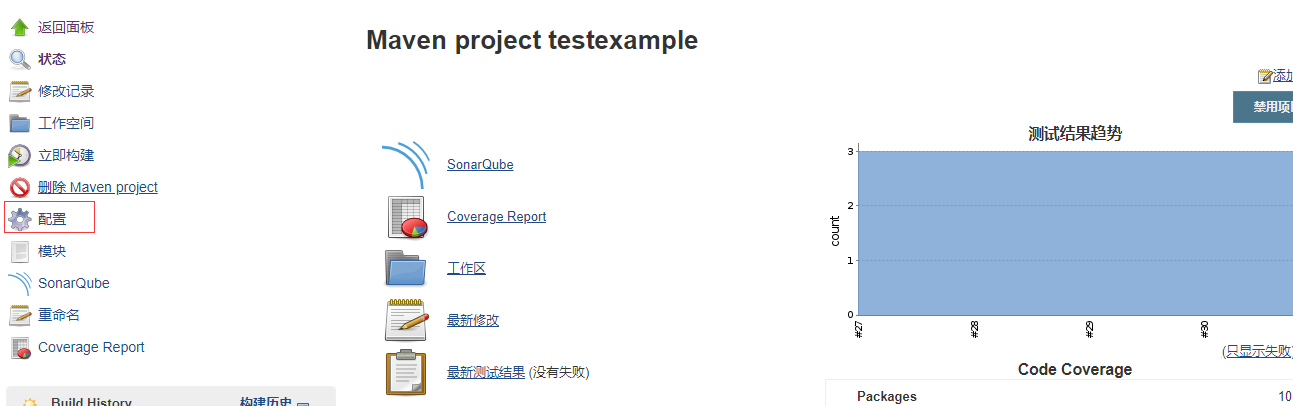 返回面板
状态
修改记录
工作空间
立即构建
删除 Maven project
配置
模块
SonarQube
重命名
Coverage Report
Build History 构建历史
Maven project testexample
SonarQube
Coverage Report
工作区
最新修改
最新测试结果 (没有失败)
添加
禁用项
测试结果趋势
3
2
1
0
count
#27
#28
#29
#30
(只显示失败)
Code Coverage
Packages 10